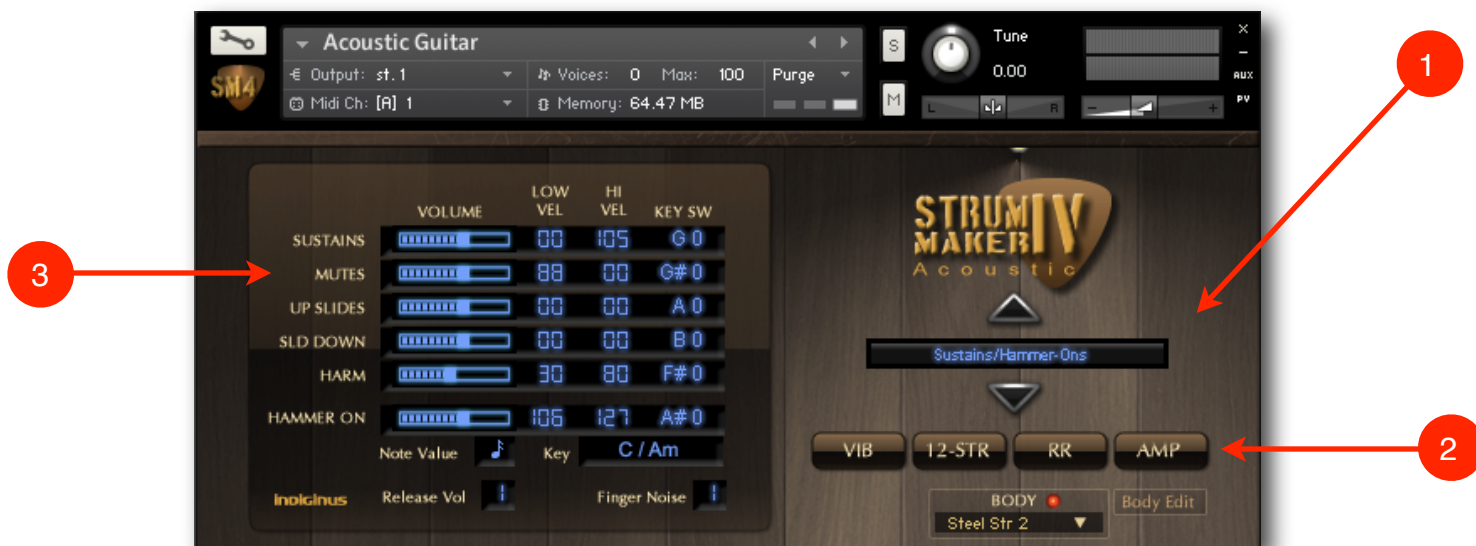 Acoustic Guitar
Output: st. 1
Voices: 0 Max: 100
Purge
Midi Ch: [A] 1
Memory: 64.47 MB
SM4
S
M
Tune
0.00
L R
- +
×
–
AUX
PV
1
VOLUME
LOW VEL
HI VEL
KEY SW
SUSTAINS 00 105 G 0
MUTES 88 00 G# 0
UP SLIDES 00 00 A 0
SLD DOWN 00 00 B 0
HARM 30 80 F# 0
HAMMER ON 106 127 A# 0
Note Value
Key C / Am
indiginus
Release Vol 1
Finger Noise 1
3
STRUM IV
MAKER
Acoustic
Sustains/Hammer-Ons
VIB
12-STR
RR
AMP
2
BODY
Steel Str 2
Body Edit